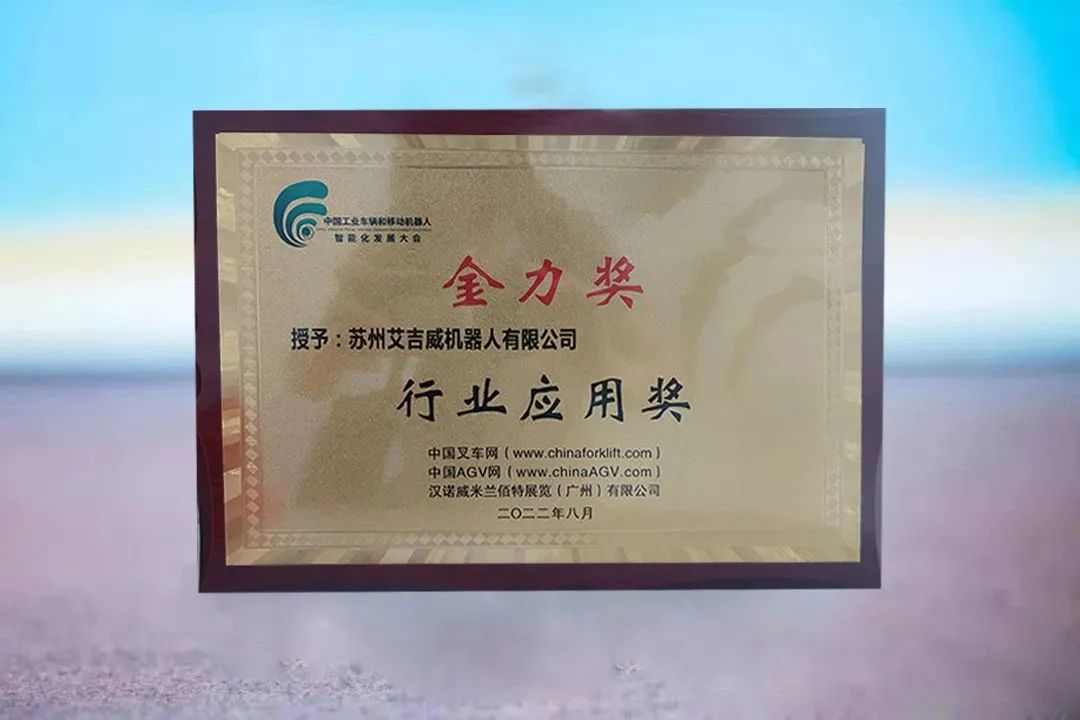 中国工业车辆和移动机器人
智能化发展大会
金力奖
授予：苏州艾吉威机器人有限公司
行业应用奖
中国叉车网（www.chinaforklift.com）
中国AGV网（www.chinaAGV.com）
汉诺威米兰佰特展览（广州）有限公司
二〇二二年八月